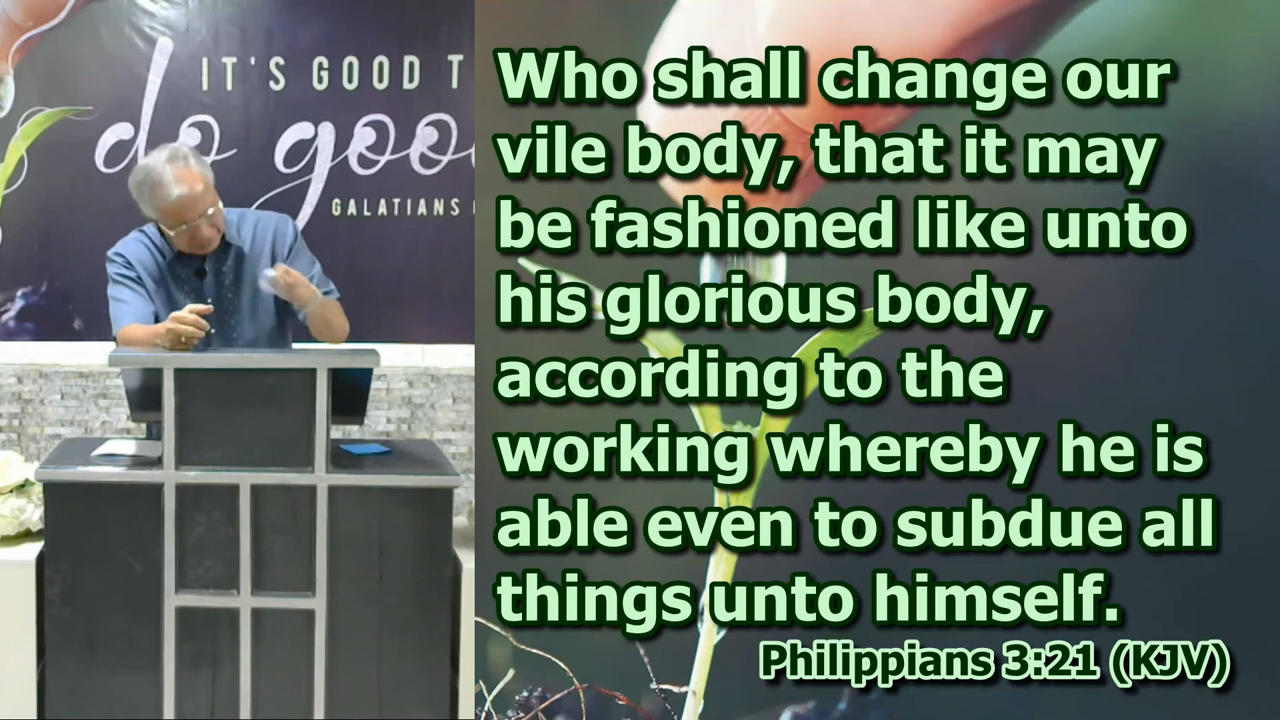 IT'S GOOD T
do goo
GALATIANS
Who shall change our
vile body, that it may
be fashioned like unto
his glorious body,
according to the
working whereby he is
able even to subdue all
things unto himself.
Philippians 3:21 (KJV)